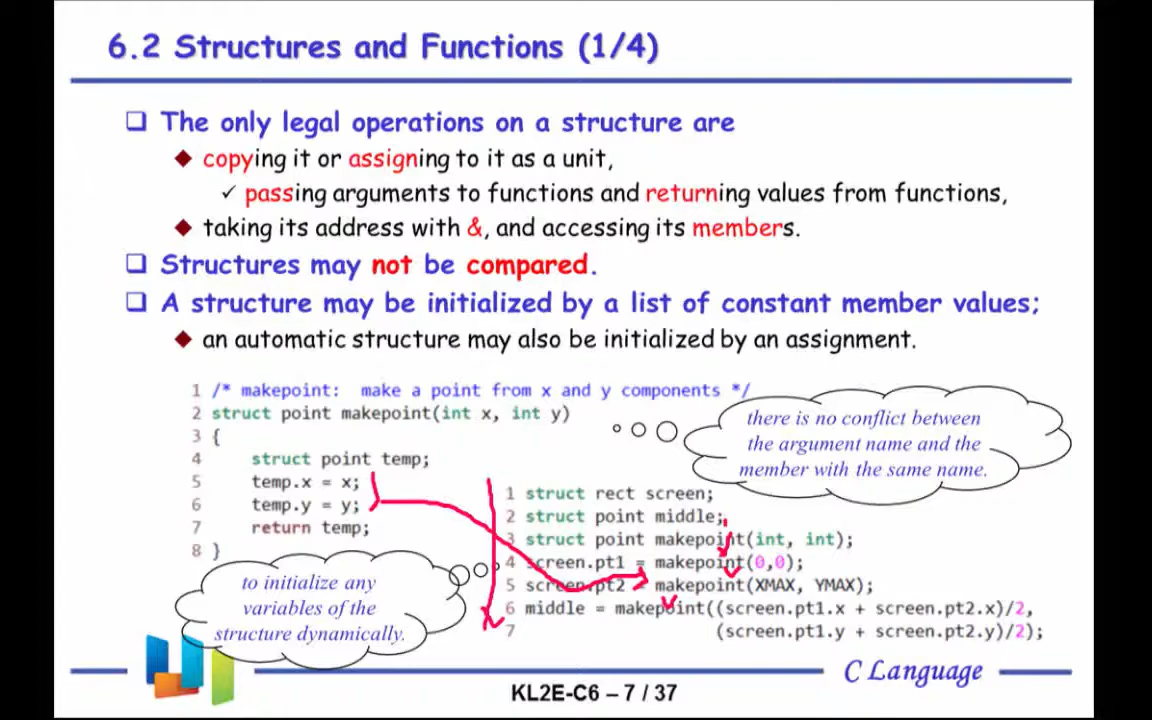 6.2 Structures and Functions (1/4)
The only legal operations on a structure are
copying it or assigning to it as a unit,
passing arguments to functions and returning values from functions,
taking its address with &, and accessing its members.
Structures may not be compared.
A structure may be initialized by a list of constant member values;
an automatic structure may also be initialized by an assignment.
1 /* makepoint: make a point from x and y components */
2 struct point makepoint(int x, int y)
3 {
4 struct point temp;
5 temp.x = x;
6 temp.y = y;
7 return temp;
8 }
there is no conflict between
the argument name and the
member with the same name.
1 struct rect screen;
2 struct point middle;
3 struct point makepoint(int, int);
4 screen.pt1 = makepoint(0,0);
5 screen.pt2 = makepoint(XMAX, YMAX);
6 middle = makepoint((screen.pt1.x + screen.pt2.x)/2,
7 (screen.pt1.y + screen.pt2.y)/2);
to initialize any
variables of the
structure dynamically.
C Language
KL2E-C6 – 7 / 37